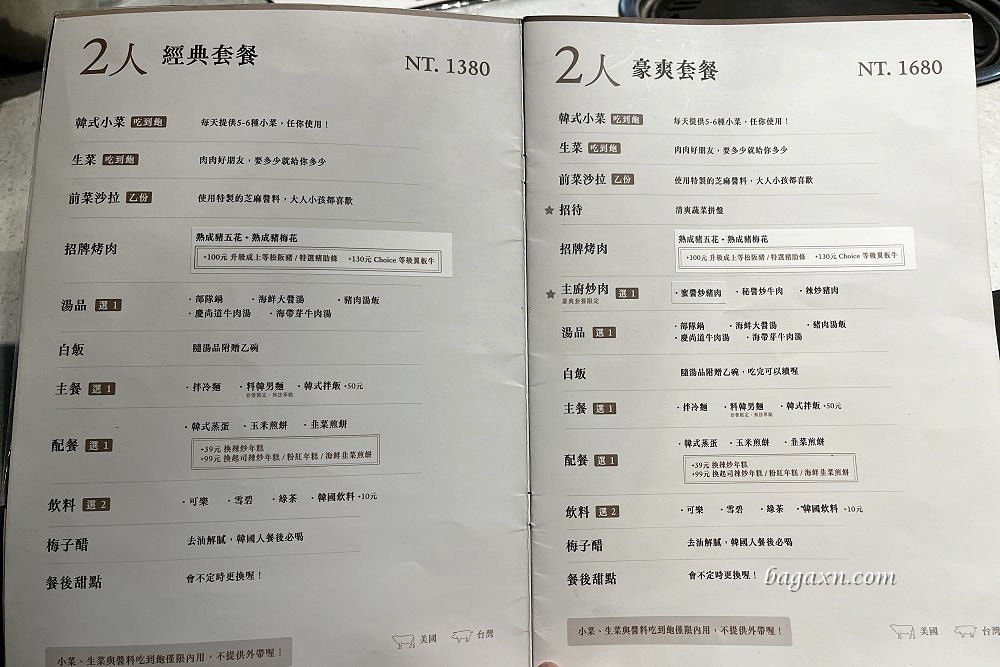 2人 經典套餐 NT. 1380
韓式小菜 吃到飽 每天提供5-6種小菜，任你使用！
生菜 吃到飽 肉肉好朋友，要多少就給你多少
前菜沙拉 乙份 使用特製的芝麻醬料，大人小孩都喜歡
招牌烤肉 熟成豬五花 + 熟成豬梅花
+100元 升級成上等松阪豬 / 特選豬肋條 +130元 Choice 等級翼板牛
湯品 選 1 ・部隊鍋 ・海鮮大醬湯 ・豬肉湯飯
・慶尚道牛肉湯 ・海帶芽牛肉湯
白飯 隨湯品附贈乙碗
主餐 選 1 ・拌冷麵 ・料韓男麵 ・韓式拌飯 +50元
套餐限定，無法單點
配餐 選 1 ・韓式蒸蛋 ・玉米煎餅 ・韭菜煎餅
+39元 換辣炒年糕
+99元 換起司辣炒年糕 / 粉紅年糕 / 海鮮韭菜煎餅
飲料 選 2 ・可樂 ・雪碧 ・綠茶 ・韓國飲料 +10元
梅子醋 去油解膩，韓國人餐後必喝
餐後甜點 會不定時更換喔！
美國 台灣
小菜、生菜與醬料吃到飽僅限內用，不提供外帶喔！
2人 豪爽套餐 NT. 1680
韓式小菜 吃到飽 每天提供5-6種小菜，任你使用！
生菜 吃到飽 肉肉好朋友，要多少就給你多少
前菜沙拉 乙份 使用特製的芝麻醬料，大人小孩都喜歡
★ 招待 清爽蔬菜拼盤
招牌烤肉 熟成豬五花 + 熟成豬梅花
+100元 升級成上等松阪豬 / 特選豬肋條 +130元 Choice 等級翼板牛
★ 主廚炒肉 選 1 ・蜜醬炒豬肉 ・秘醬炒牛肉 ・辣炒豬肉
豪爽套餐限定
湯品 選 1 ・部隊鍋 ・海鮮大醬湯 ・豬肉湯飯
・慶尚道牛肉湯 ・海帶芽牛肉湯
白飯 隨湯品附贈乙碗，吃完可以續喔
主餐 選 1 ・拌冷麵 ・料韓男麵 ・韓式拌飯 +50元
套餐限定，無法單點
配餐 選 1 ・韓式蒸蛋 ・玉米煎餅 ・韭菜煎餅
+39元 換辣炒年糕
+99元 換起司辣炒年糕 / 粉紅年糕 / 海鮮韭菜煎餅
飲料 選 2 ・可樂 ・雪碧 ・綠茶 ・韓國飲料 +10元
梅子醋 去油解膩，韓國人餐後必喝
餐後甜點 會不定時更換喔！
bagaxn.com
小菜、生菜與醬料吃到飽僅限內用，不提供外帶喔！
美國 台灣